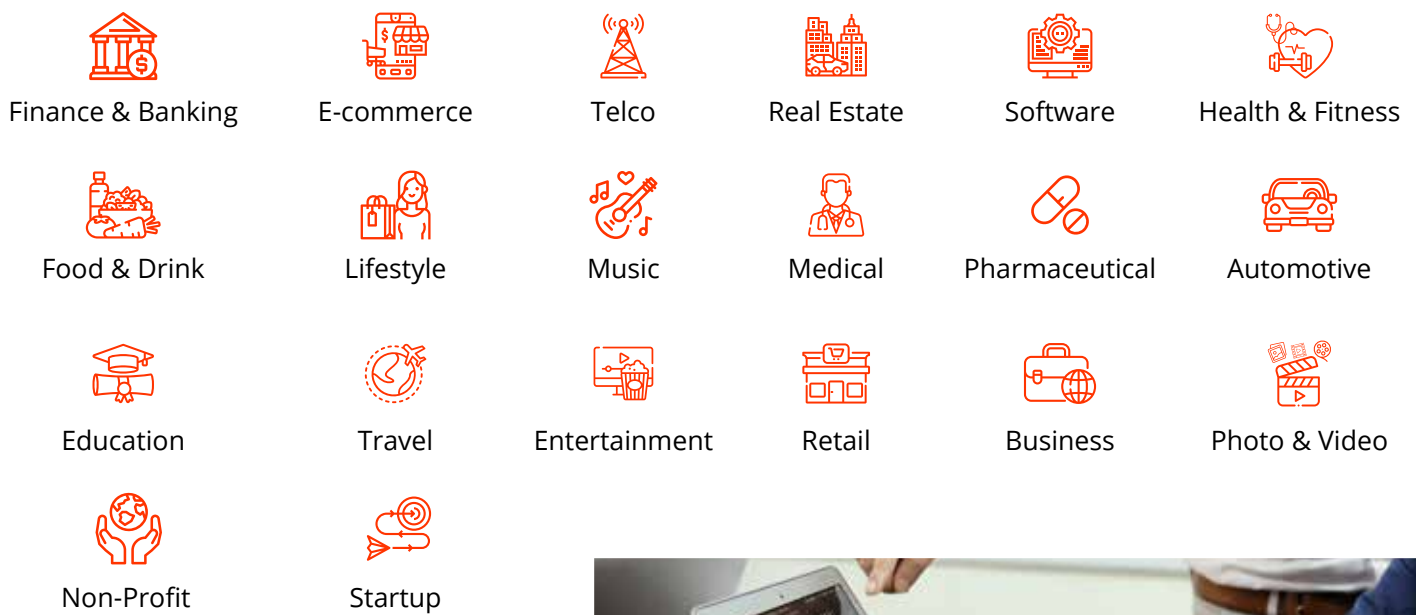 Finance & Banking
E-commerce
Telco
Real Estate
Software
Health & Fitness
Food & Drink
Lifestyle
Music
Medical
Pharmaceutical
Automotive
Education
Travel
Entertainment
Retail
Business
Photo & Video
Non-Profit
Startup